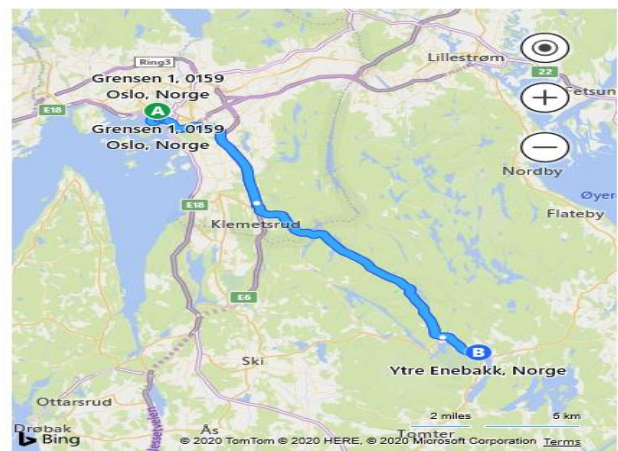 Ring3
Lillestrøm
Grensen 1, 0159
Oslo, Norge
A
22
Fetsun
E18
Grensen 1, 0159
Oslo, Norge
Nordby
Øyer
E18
Klemetsrud
Flateby
E6
Ski
B
Ytre Enebakk, Norge
Ottarsrud
2 miles
5 km
Drøbak
Ås
Tomter
Bing
© 2020 TomTom © 2020 HERE, © 2020 Microsoft Corporation Terms